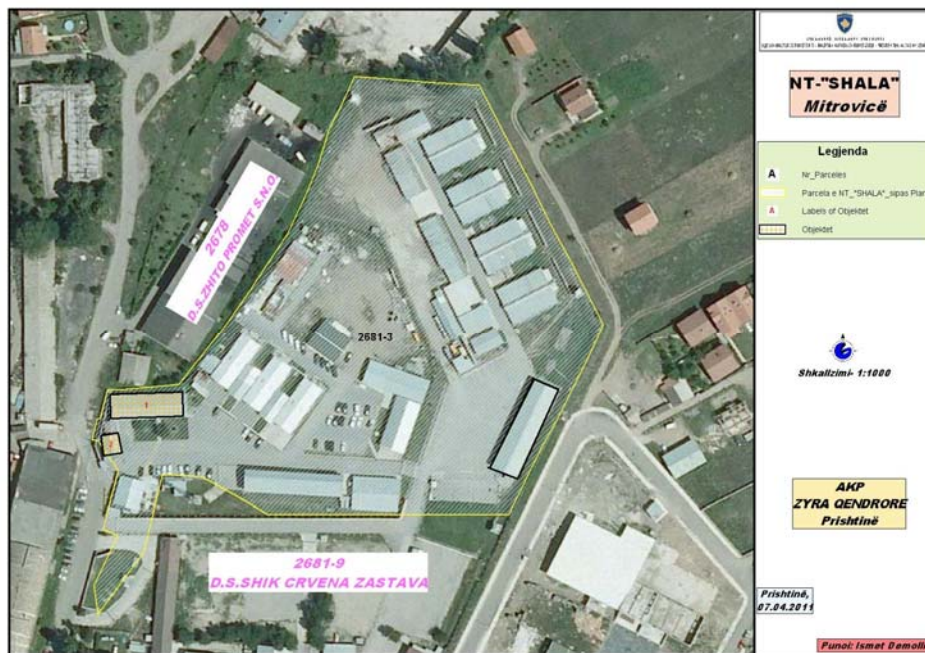 NT-"SHALA"
Mitrovicë
Legjenda
A Nr_Parceles
Parcela e NT_"SHALA"_sipas Plan
A Labels of Objektet
Objektet
Shkallzimi- 1:1000
AKP
ZYRA QENDRORE
Prishtinë
Prishtinë,
07.04.2011
Punoi: Ismet Demolli
2678
D.S.ZHITO PROMET S.N.O.
2681-3
1
2
2681-9
D.S.SHIK CRVENA ZASTAVA